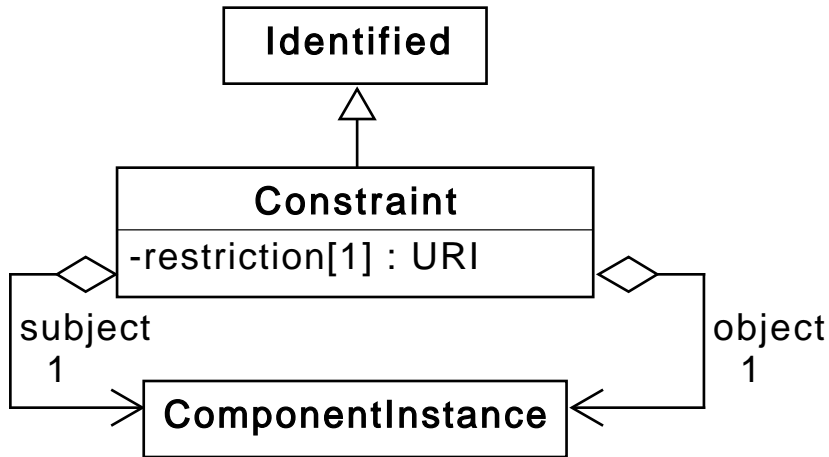 Identified
Constraint
-restriction[1] : URI
subject
1
object
1
ComponentInstance